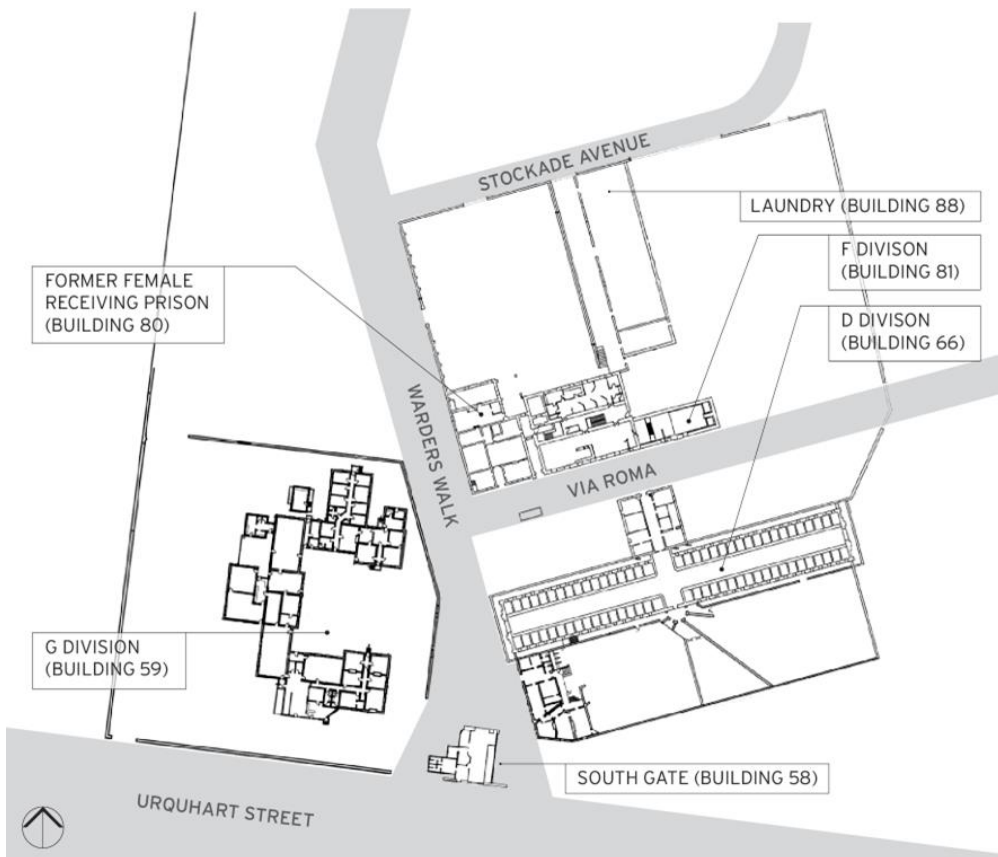 STOCKADE AVENUE
LAUNDRY (BUILDING 88)
F DIVISON
(BUILDING 81)
FORMER FEMALE
RECEIVING PRISON
(BUILDING 80)
D DIVISON
(BUILDING 66)
WARDERS WALK
VIA ROMA
G DIVISION
(BUILDING 59)
SOUTH GATE (BUILDING 58)
URQUHART STREET